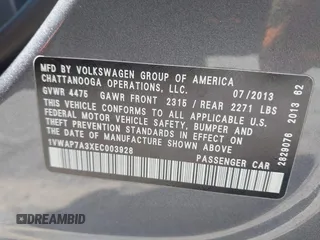 MFD BY VOLKSWAGEN GROUP OF AMERICA
CHATTANOOGA OPERATIONS, LLC. 07/2013
GVWR 4475 GAWR FRONT 2315 / REAR 2271 LBS
THIS VEHICLE CONFORMS TO ALL APPLICABLE U.S.
FEDERAL MOTOR VEHICLE SAFETY, BUMPER AND
THEFT PREVENTION STANDARDS IN EFFECT ON THE
DATE OF MANUFACTURE SHOWN ABOVE
1VWAP7A3XEC003928 PASSENGER CAR
2829076 2013 62
DREAMBID